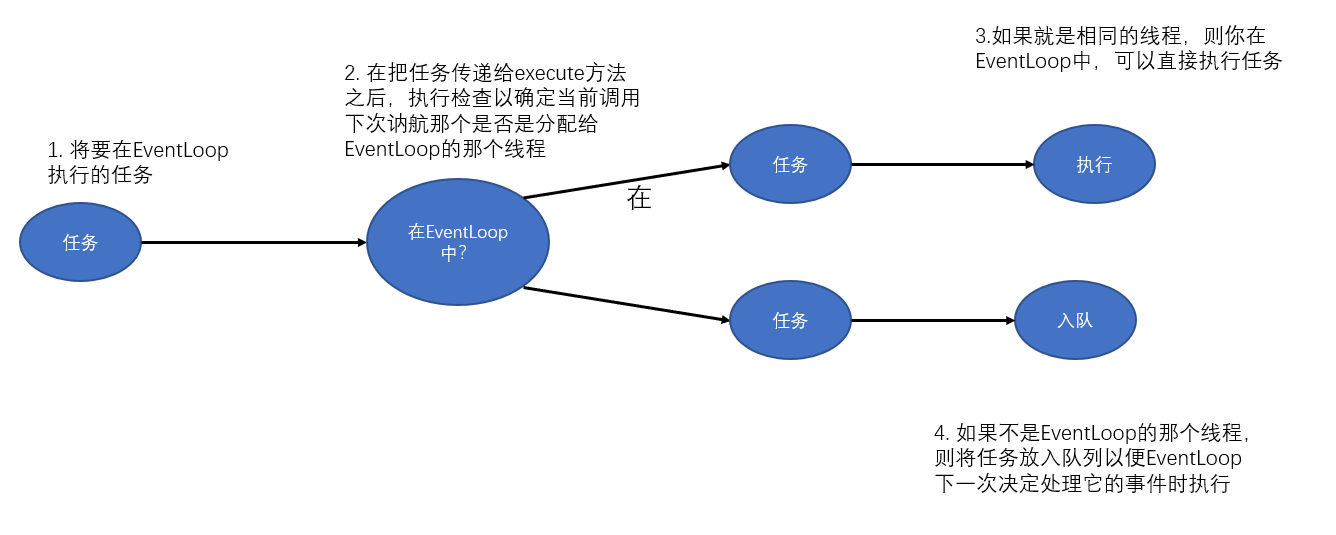 1. 将要在EventLoop
执行的任务
任务
2. 在把任务传递给execute方法
之后，执行检查以确定当前调用
下次讷航那个是否是分配给
EventLoop的那个线程
在EventLoop
中？
在
3.如果就是相同的线程，则你在
EventLoop中，可以直接执行任务
任务
执行
任务
入队
4. 如果不是EventLoop的那个线程，
则将任务放入队列以便EventLoop
下一次决定处理它的事件时执行